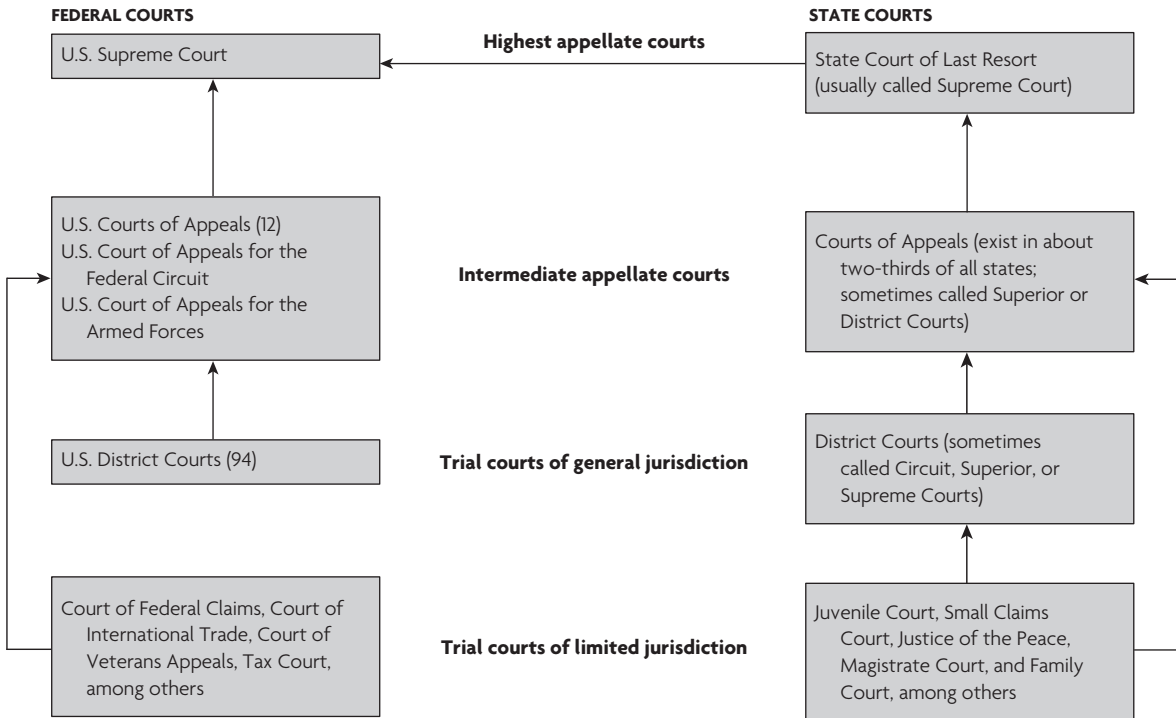 FEDERAL COURTS
STATE COURTS
U.S. Supreme Court
Highest appellate courts
State Court of Last Resort
(usually called Supreme Court)
U.S. Courts of Appeals (12)
U.S. Court of Appeals for the
Federal Circuit
U.S. Court of Appeals for the
Armed Forces
Intermediate appellate courts
Courts of Appeals (exist in about
two-thirds of all states;
sometimes called Superior or
District Courts)
U.S. District Courts (94)
Trial courts of general jurisdiction
District Courts (sometimes
called Circuit, Superior, or
Supreme Courts)
Court of Federal Claims, Court of
International Trade, Court of
Veterans Appeals, Tax Court,
among others
Trial courts of limited jurisdiction
Juvenile Court, Small Claims
Court, Justice of the Peace,
Magistrate Court, and Family
Court, among others